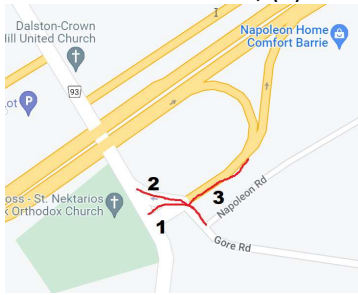 Dalston-Crown
Hill United Church
Napoleon Home
Comfort Barrie
93
Lot P
2
3
oss - St. Nektarios
k Orthodox Church
1
Napoleon Rd
Gore Rd